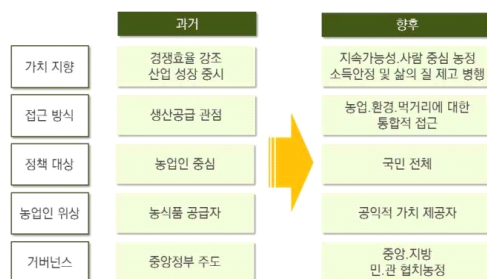 과거
향후
가치 지향
경쟁효율 강조
산업 성장 중시
지속가능성.사람 중심 농정
소득안정 및 삶의 질 제고 병행
접근 방식
생산공급 관점
농업.환경.먹거리에 대한
통합적 접근
정책 대상
농업인 중심
국민 전체
농업인 위상
농식품 공급자
공익적 가치 제공자
거버넌스
중앙정부 주도
중앙.지방
민.관 협치농정